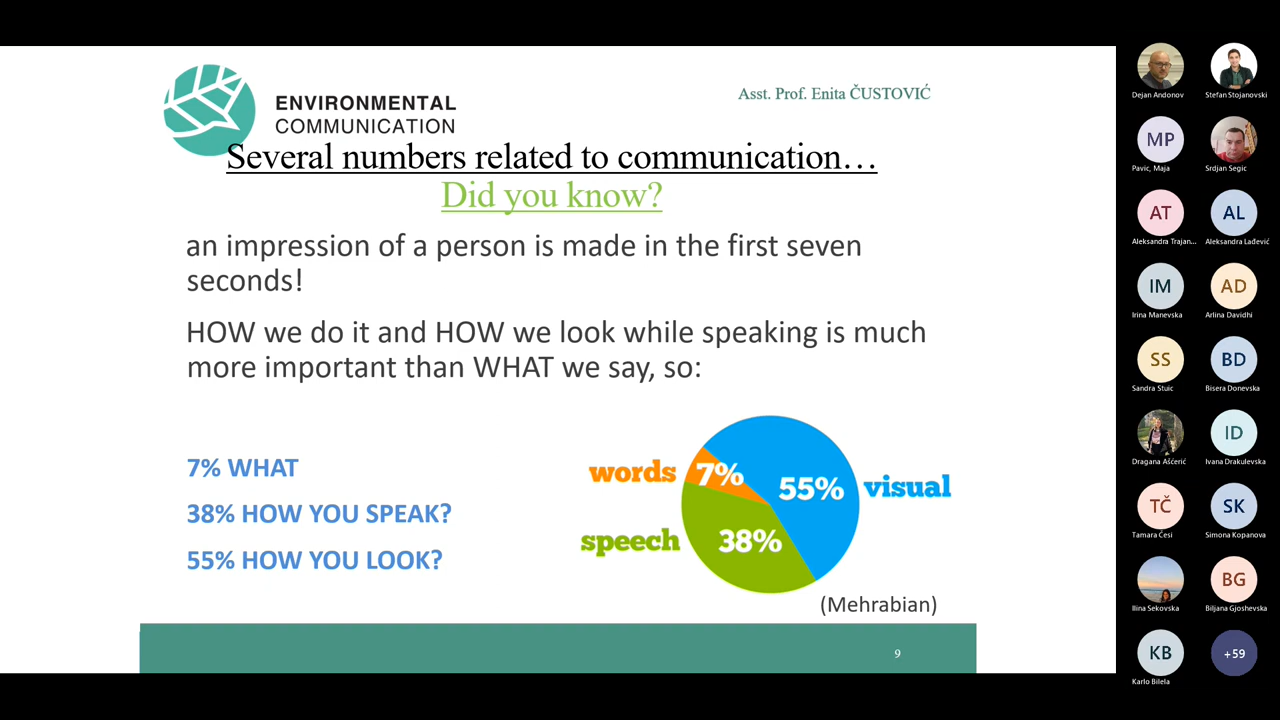 ENVIRONMENTAL
COMMUNICATION
Asst. Prof. Enita ČUSTOVIĆ
Several numbers related to communication…
Did you know?
an impression of a person is made in the first seven
seconds!
HOW we do it and HOW we look while speaking is much
more important than WHAT we say, so:
7% WHAT
38% HOW YOU SPEAK?
55% HOW YOU LOOK?
words
7%
55%
visual
speech
38%
(Mehrabian)
9
Dejan Andonov
Stefan Stojanovski
MP
Pavic, Maja
Srdjan Segic
AT
AL
Aleksandra Trajan...
Aleksandra Lađević
IM
AD
Irina Manevska
Arlina Davidhi
SS
BD
Sandra Stuic
Bisera Donevska
ID
Dragana Aščerić
Ivana Drakulevska
TČ
SK
Tamara Česi
Simona Kopanova
BG
Ilina Sekovska
Biljana Gjoshevska
KB
+59
Karlo Bilela